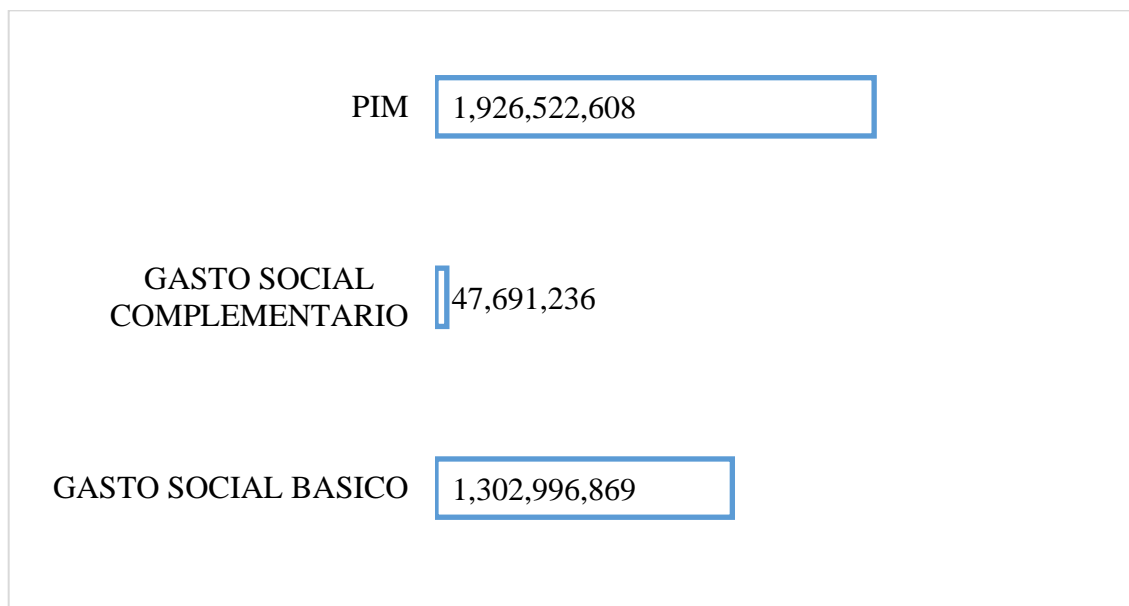 PIM 1,926,522,608
GASTO SOCIAL
COMPLEMENTARIO
47,691,236
GASTO SOCIAL BASICO 1,302,996,869